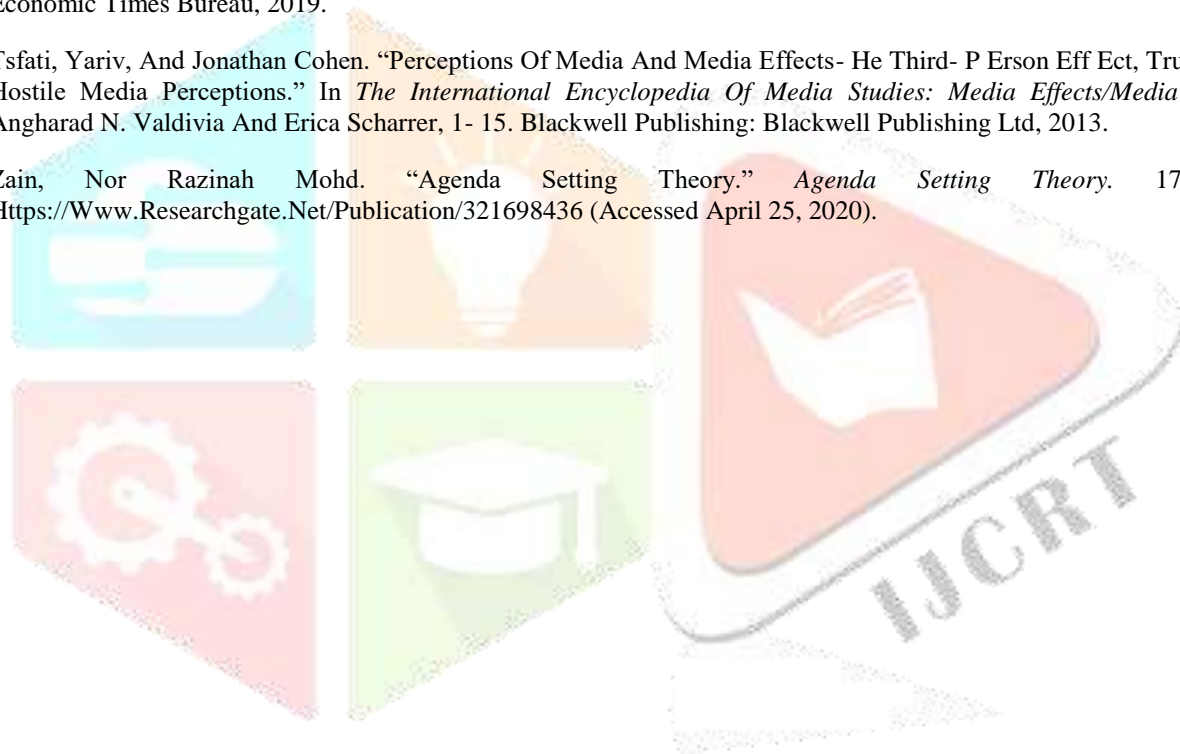 Economic Times Bureau, 2019.
Tsfati, Yariv, And Jonathan Cohen. “Perceptions Of Media And Media Effects- He Third- P Erson Eff Ect, Tru
Hostile Media Perceptions.” In The International Encyclopedia Of Media Studies: Media Effects/Media
Angharad N. Valdivia And Erica Scharrer, 1- 15. Blackwell Publishing: Blackwell Publishing Ltd, 2013.
Zain, Nor Razinah Mohd. “Agenda Setting Theory.” Agenda Setting Theory. 17
Https://Www.Researchgate.Net/Publication/321698436 (Accessed April 25, 2020).
IJCRT